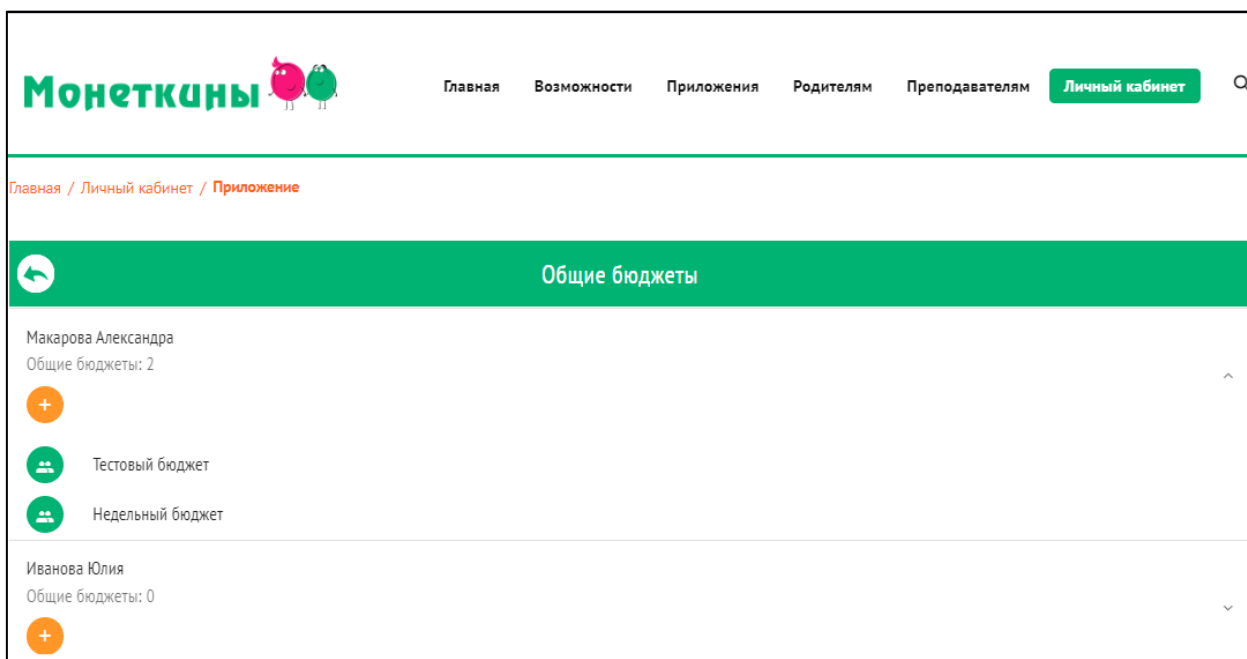 Монеткины
Главная Возможности Приложения Родителям Преподавателям Личный кабинет
Главная / Личный кабинет / Приложение
Общие бюджеты
Макарова Александра
Общие бюджеты: 2
+
Тестовый бюджет
Недельный бюджет
Иванова Юлия
Общие бюджеты: 0
+